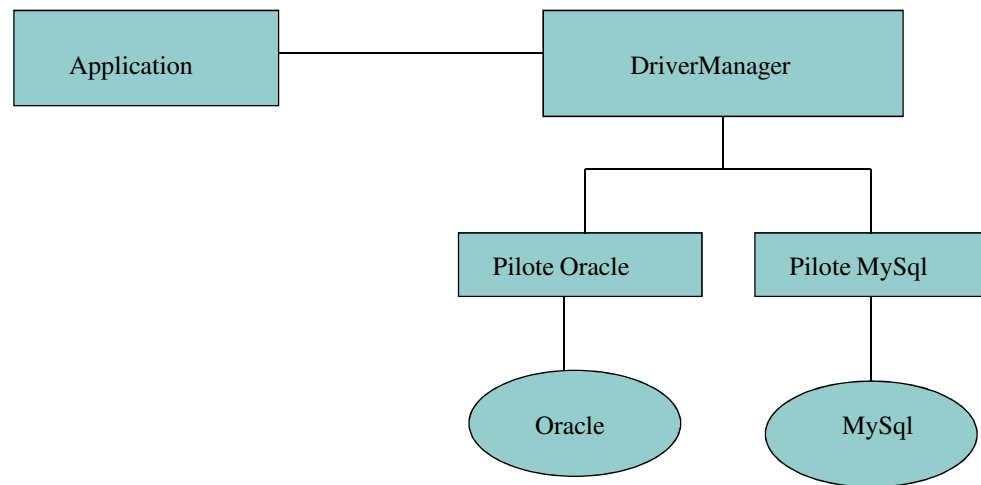 Application
DriverManager
Pilote Oracle
Pilote MySql
Oracle
MySql